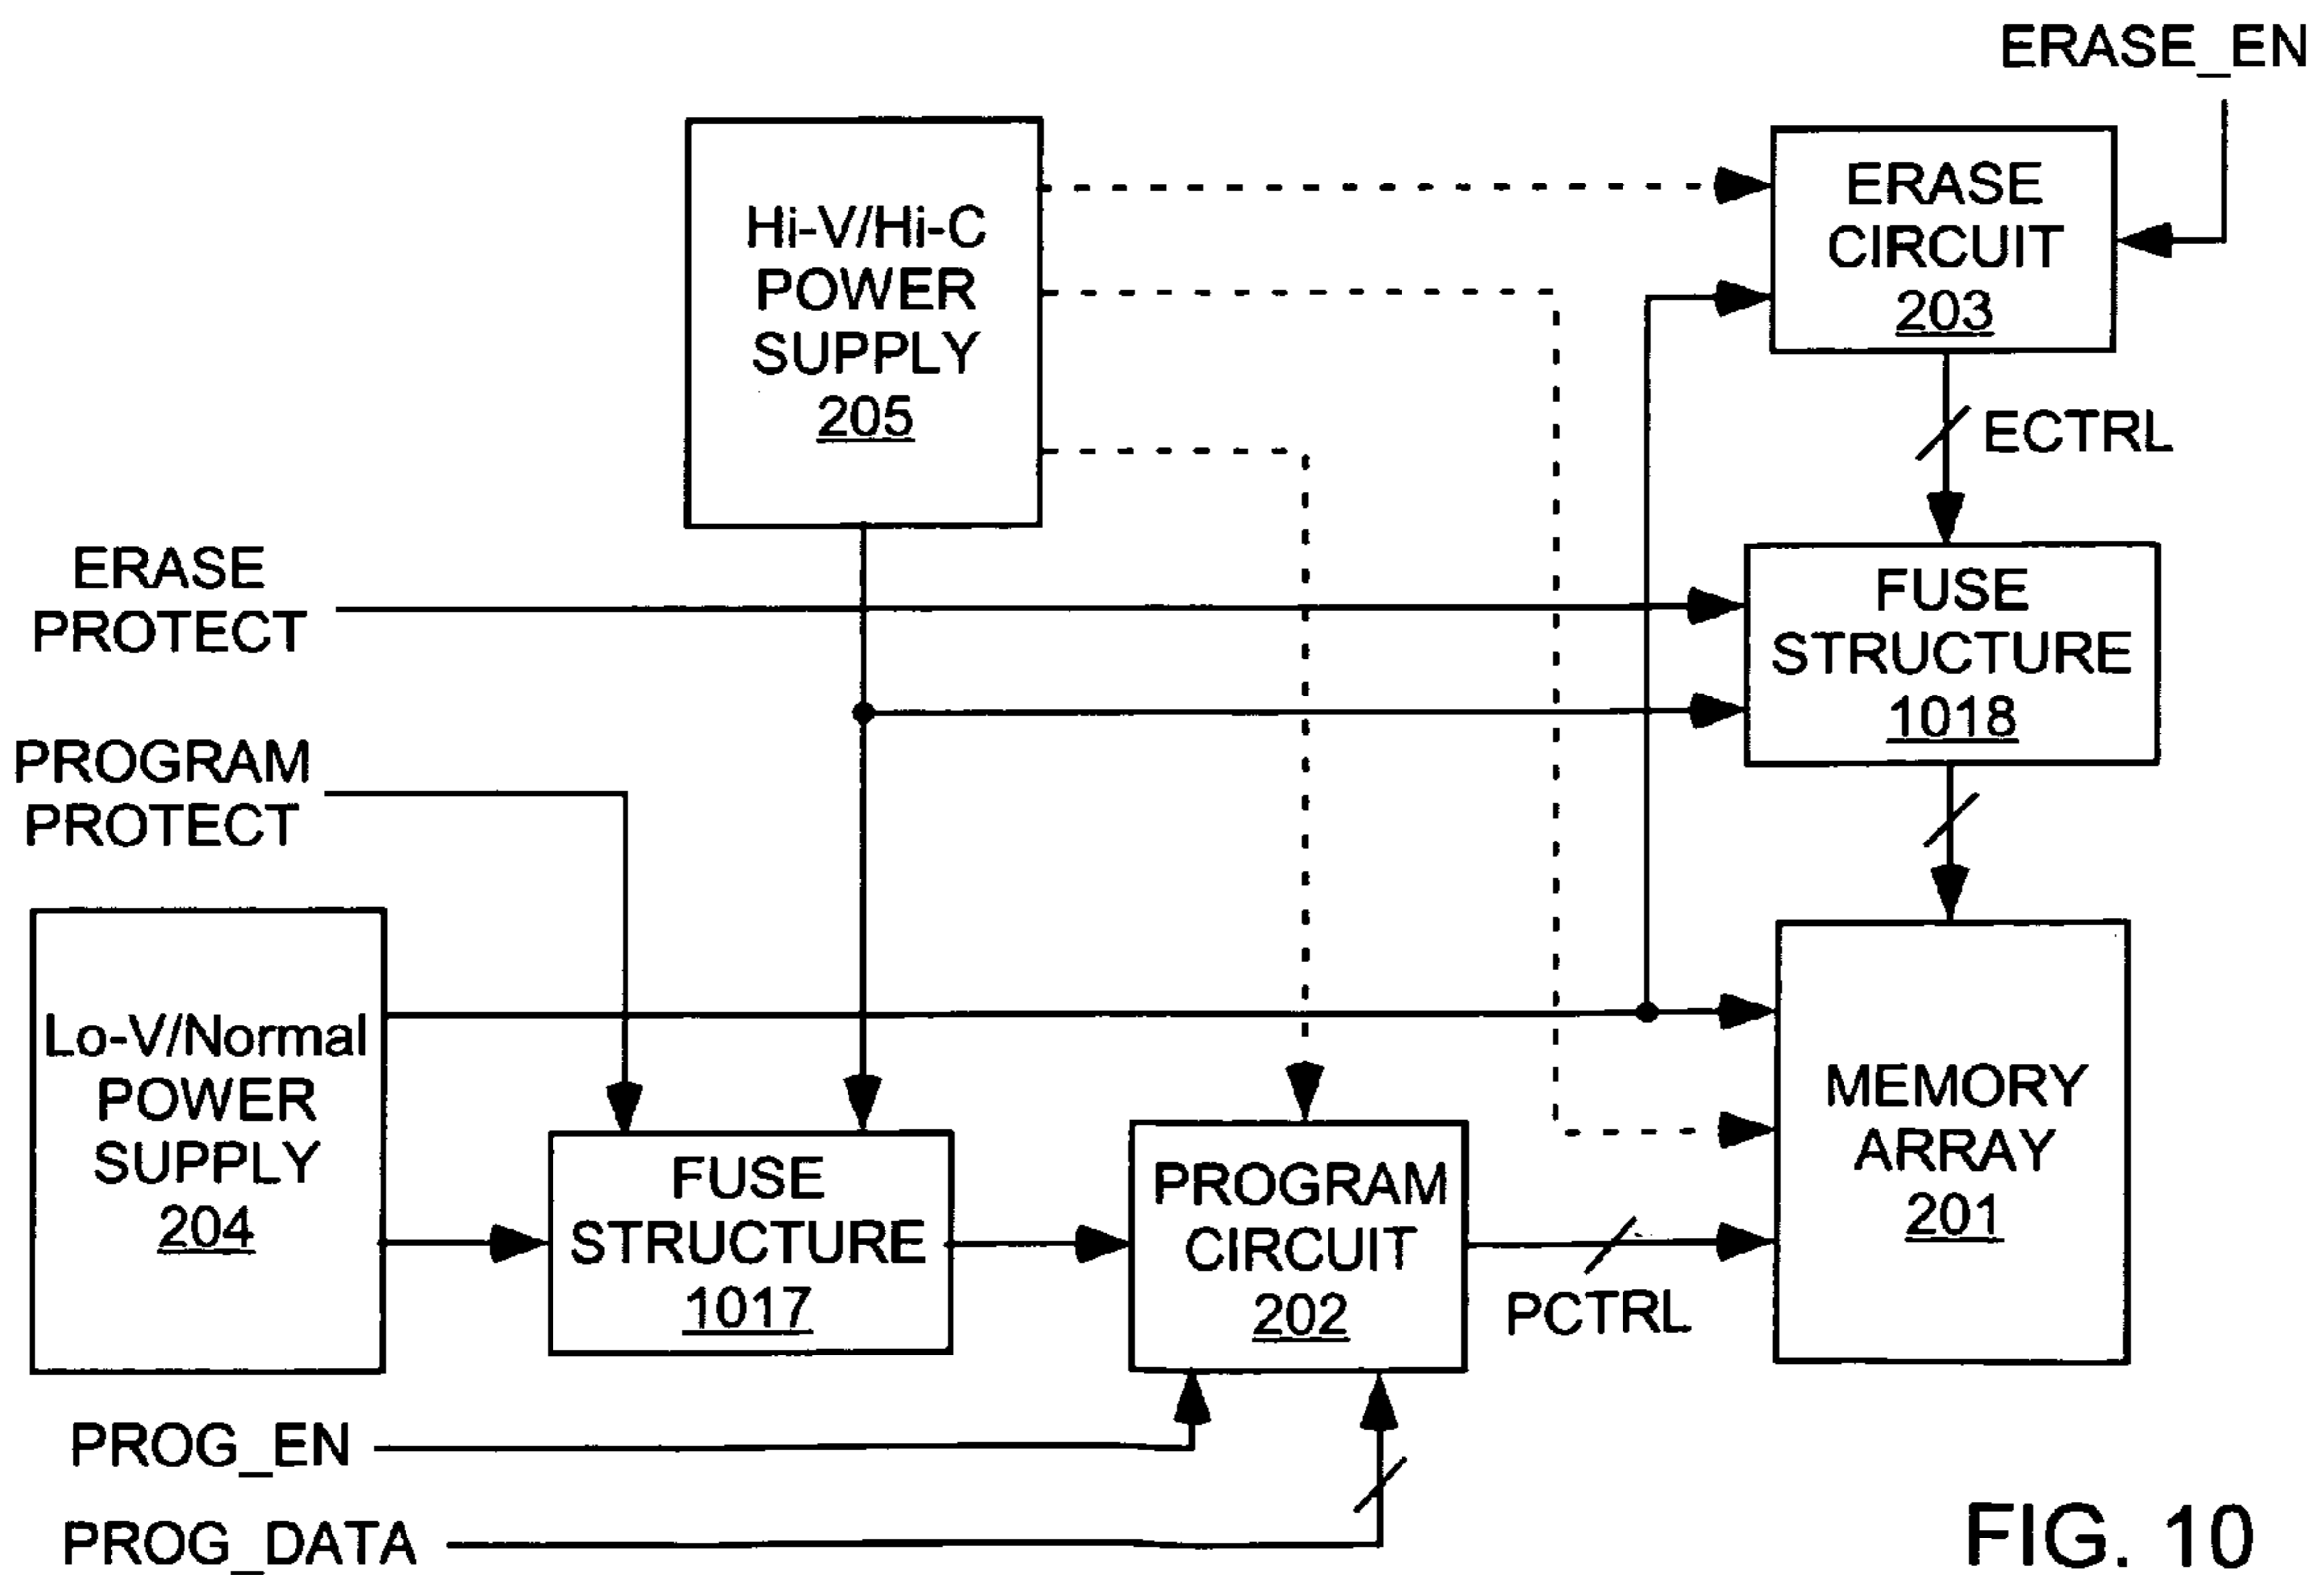 ERASE_EN
Hi-V/Hi-C
POWER
SUPPLY
205
ERASE
CIRCUIT
203
ECTRL
ERASE
PROTECT
FUSE
STRUCTURE
1018
PROGRAM
PROTECT
Lo-V/Normal
POWER
SUPPLY
204
FUSE
STRUCTURE
1017
PROGRAM
CIRCUIT
202
PCTRL
MEMORY
ARRAY
201
PROG_EN
PROG_DATA
FIG. 10